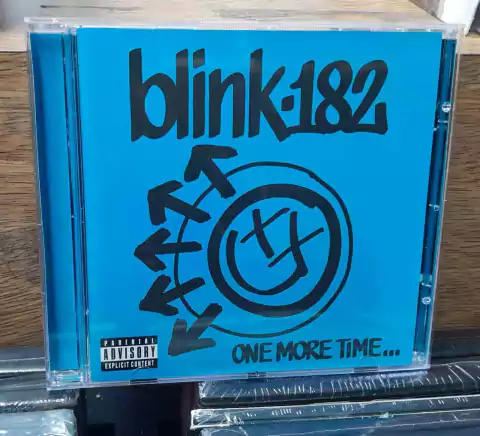 blink-182
ONE MORE TIME...
PARENTAL
ADVISORY
EXPLICIT CONTENT